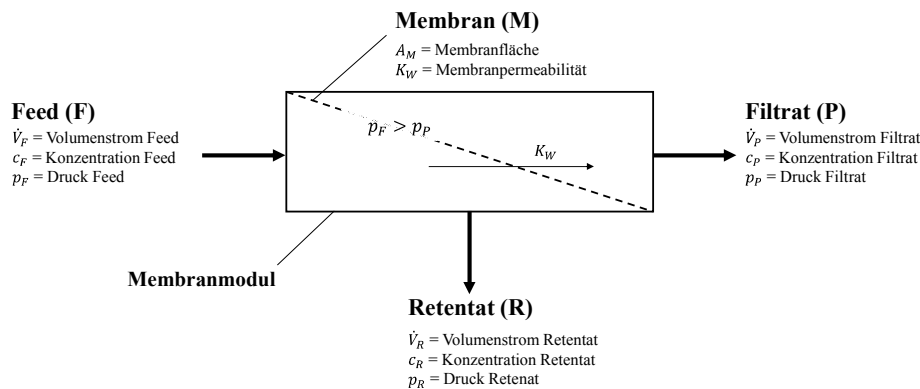 Membran (M)
A_M = Membranfläche
K_W = Membranpermeabilität
Feed (F)
V̇_F = Volumenstrom Feed
c_F = Konzentration Feed
p_F = Druck Feed
p_F > p_P
K_W
Filtrat (P)
V̇_P = Volumenstrom Filtrat
c_P = Konzentration Filtrat
p_P = Druck Filtrat
Membranmodul
Retentat (R)
V̇_R = Volumenstrom Retentat
c_R = Konzentration Retentat
p_R = Druck Retenat